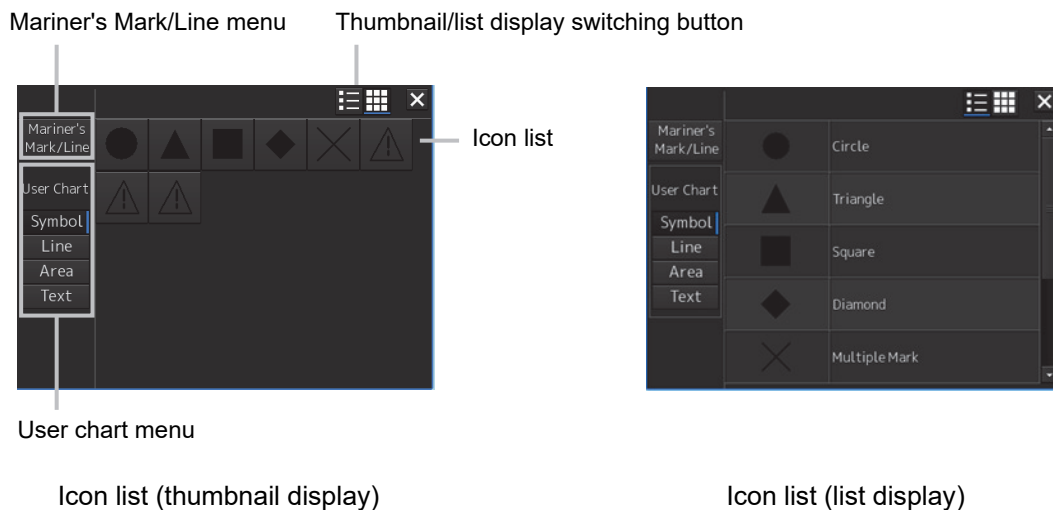 Mariner's Mark/Line menu
Thumbnail/list display switching button
Mariner's
Mark/Line
User Chart
Symbol
Line
Area
Text
Icon list
User chart menu
Icon list (thumbnail display)
Mariner's
Mark/Line
User Chart
Symbol
Line
Area
Text
Circle
Triangle
Square
Diamond
Multiple Mark
Icon list (list display)